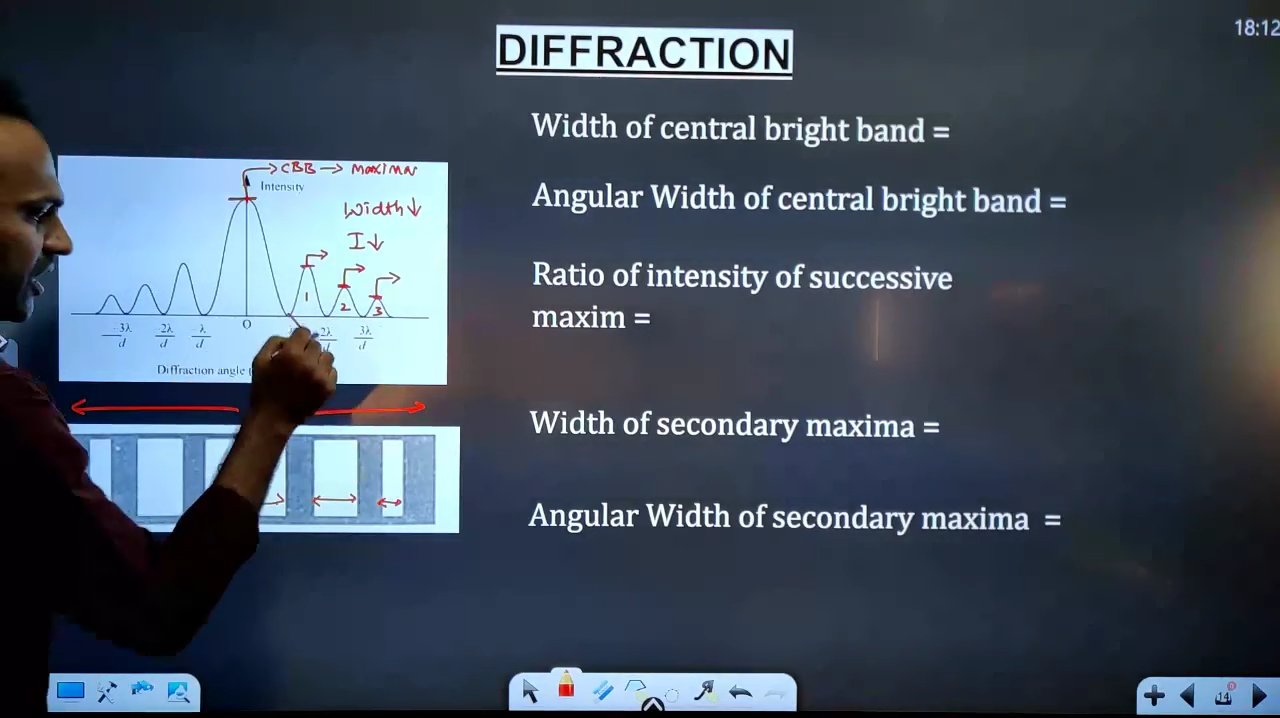 18:12
DIFFRACTION
Width of central bright band =
Angular Width of central bright band =
Ratio of intensity of successive
maxim =
Width of secondary maxima =
Angular Width of secondary maxima =
CBB → Maxima
Intensity
Width↓
I↓
1
2
3
-3λ/d
-2λ/d
-λ/d
O
2λ
3λ/d
Diffraction angle
14